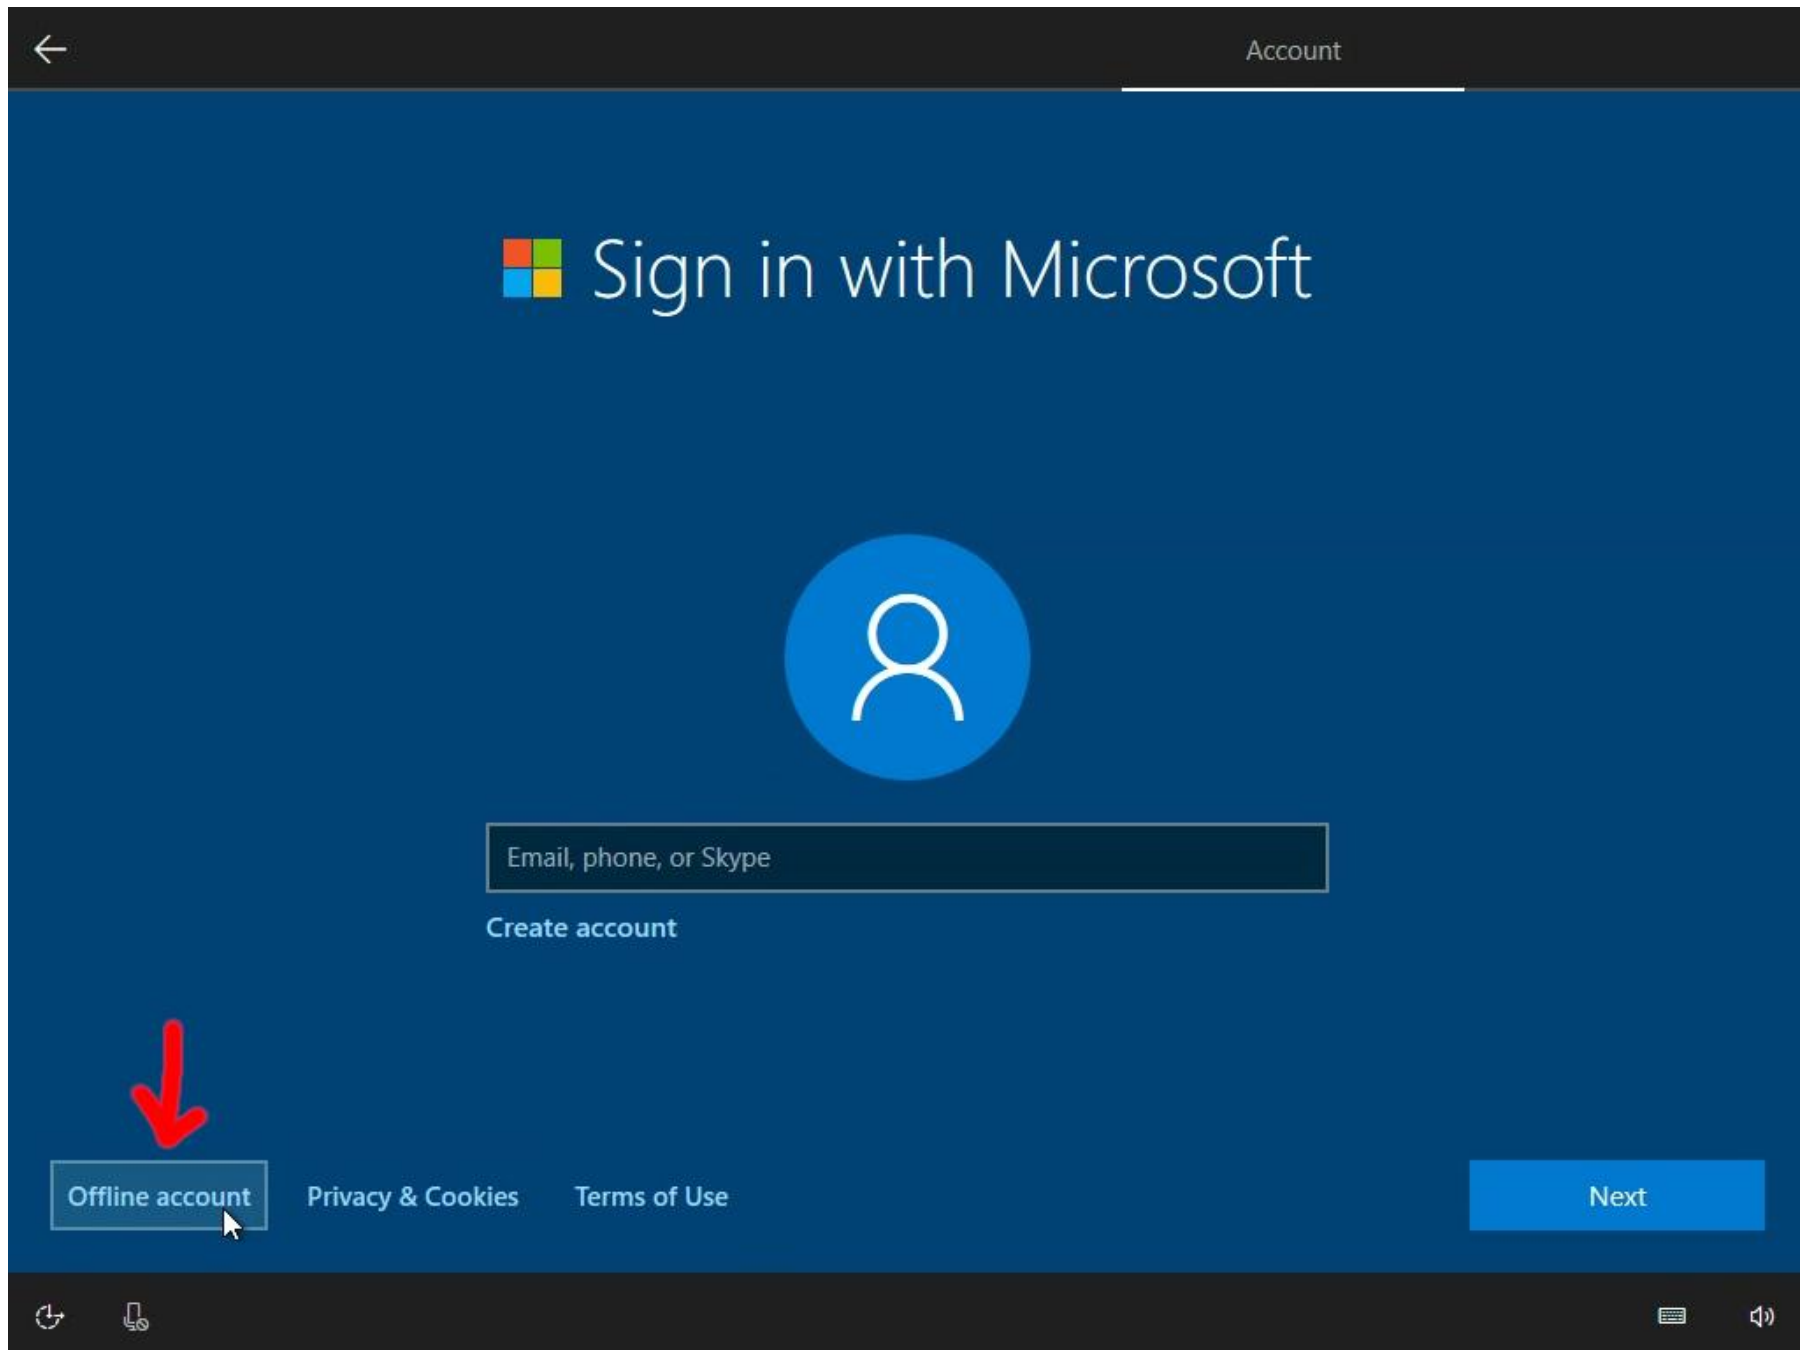 Account
Sign in with Microsoft
Email, phone, or Skype
Create account
Offline account
Privacy & Cookies
Terms of Use
Next